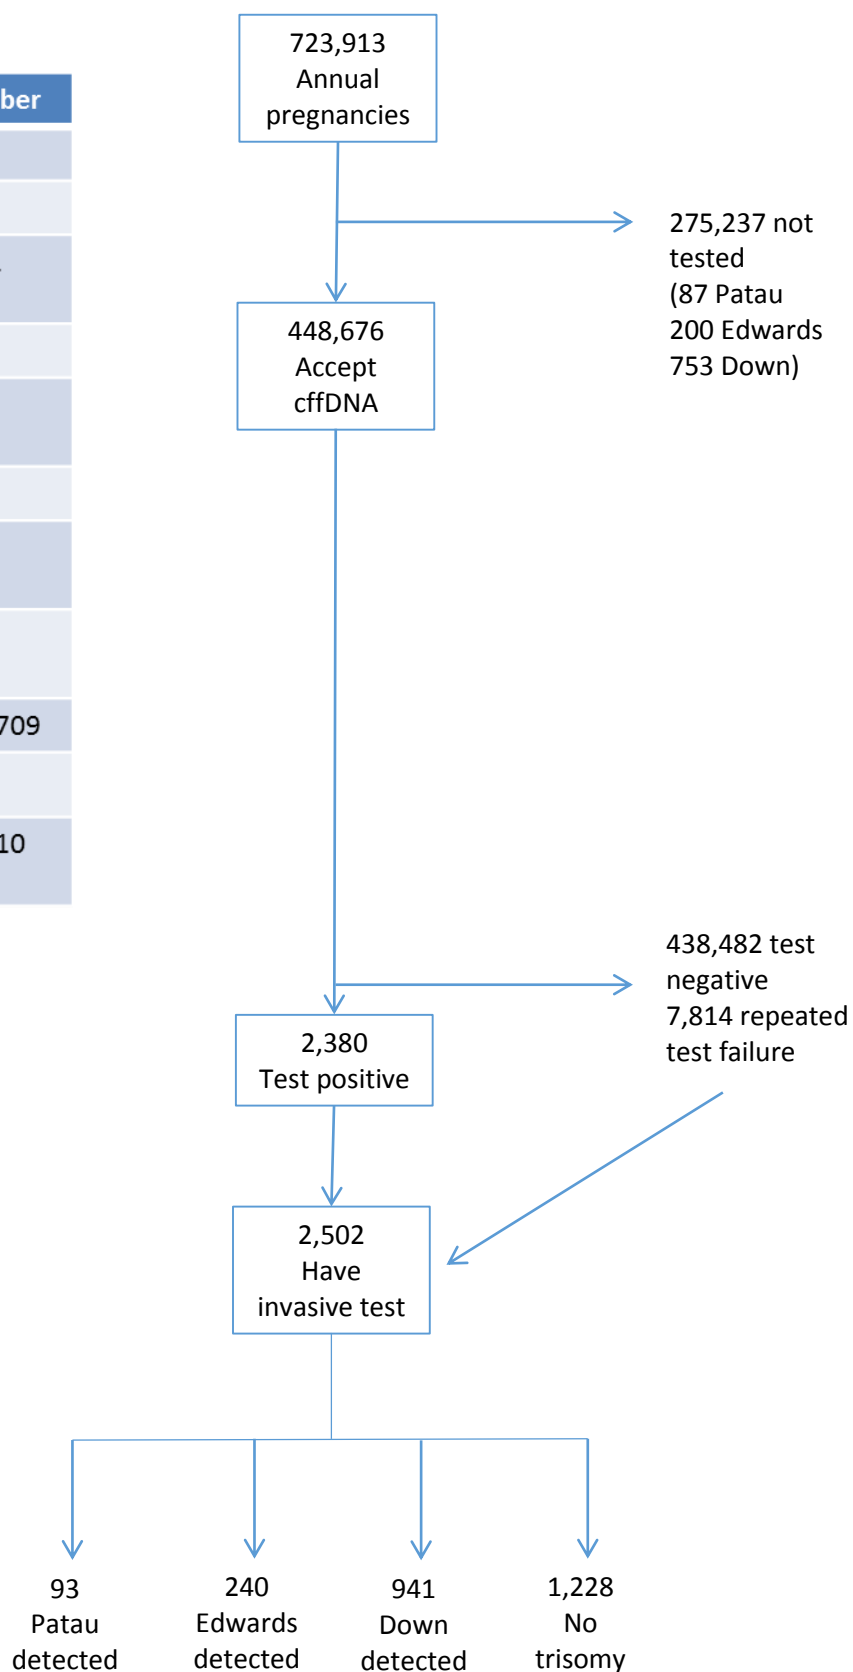 723,913
Annual
pregnancies
ber
275,237 not
tested
(87 Patau
200 Edwards
753 Down)
448,676
Accept
cffDNA
709
10
438,482 test
negative
7,814 repeated
test failure
2,380
Test positive
2,502
Have
invasive test
93
Patau
detected
240
Edwards
detected
941
Down
detected
1,228
No
trisomy